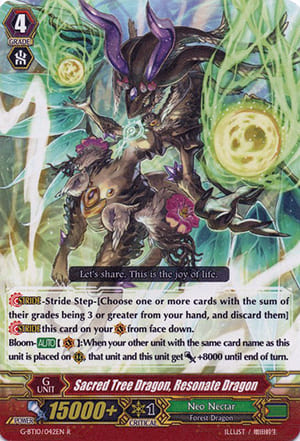 4
GRADE
Let's share. This is the joy of life.
STRIDE-Stride Step-[Choose one or more cards with the sum of
their grades being 3 or greater from your hand, and discard them]
STRIDE this card on your V from face down.
Bloom-AUTO [R]:When your other unit with the same card name as this
unit is placed on R, that unit and this unit get +8000 until end of turn.
G
UNIT
Sacred Tree Dragon, Resonate Dragon
POWER
15000+
1
CRITICAL
Neo Nectar
Forest Dragon
G-BT10/042EN R
ILLUST / 増田幹生